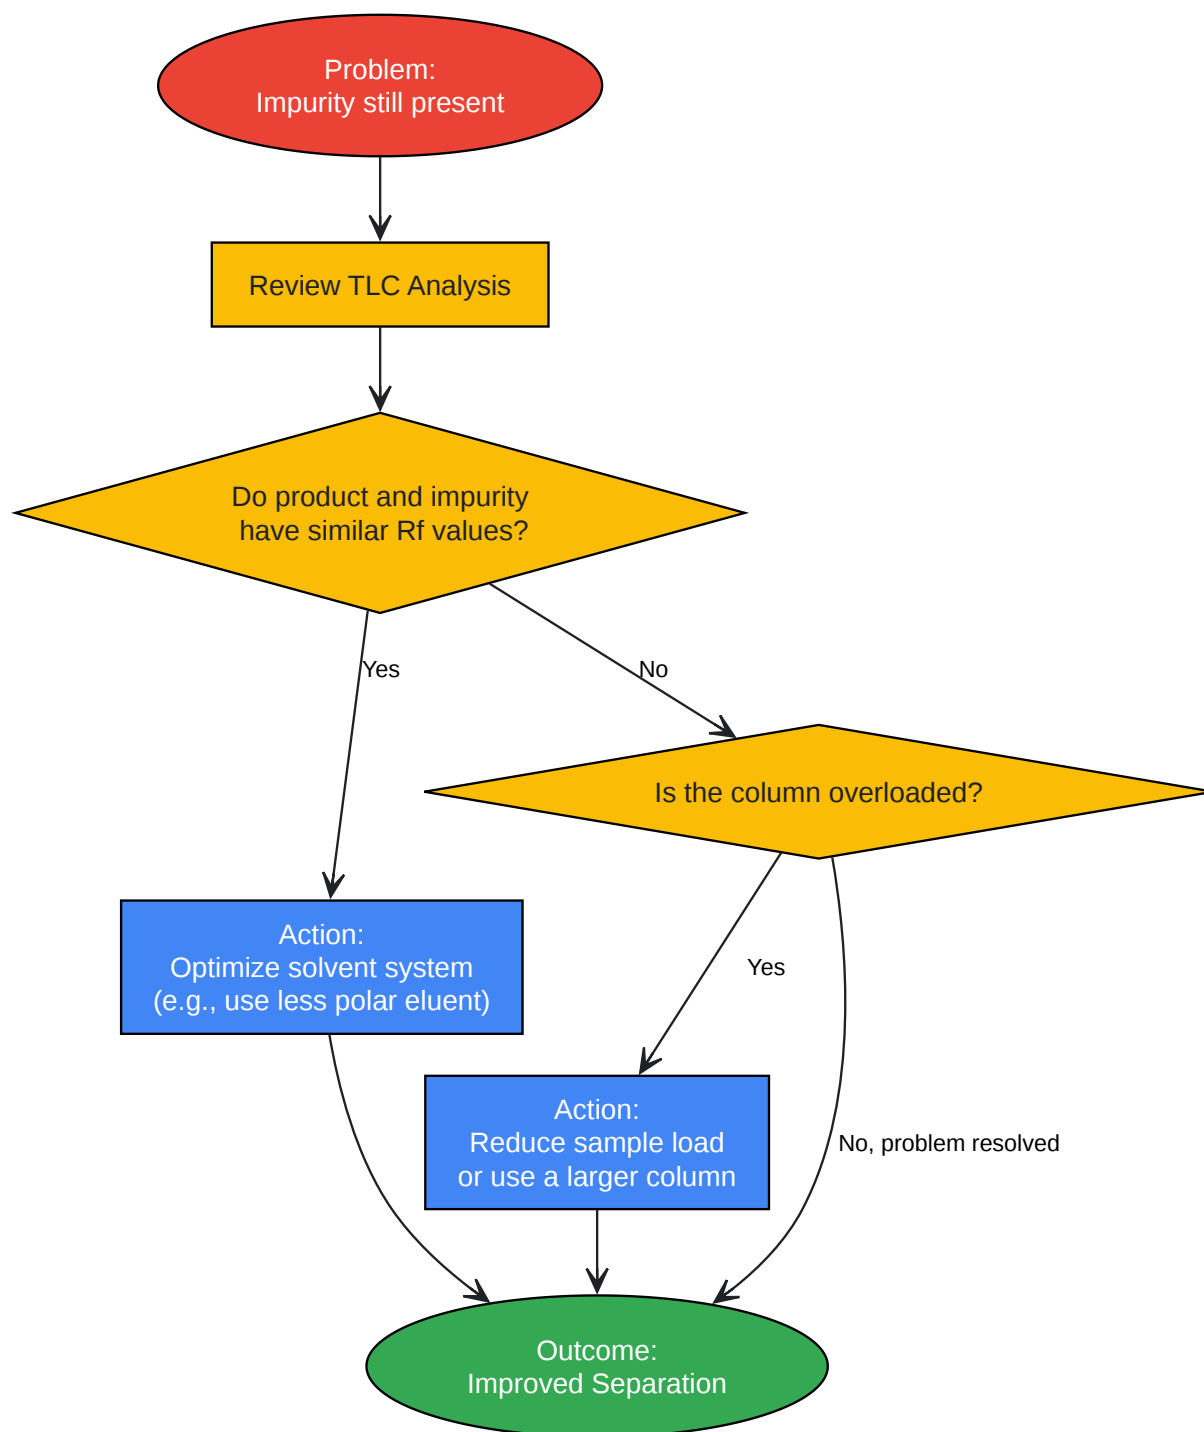 Problem:
Impurity still present
Review TLC Analysis
Do product and impurity
have similar Rf values?
Yes
No
Is the column overloaded?
Action:
Optimize solvent system
(e.g., use less polar eluent)
Yes
Action:
Reduce sample load
or use a larger column
No, problem resolved
Outcome:
Improved Separation